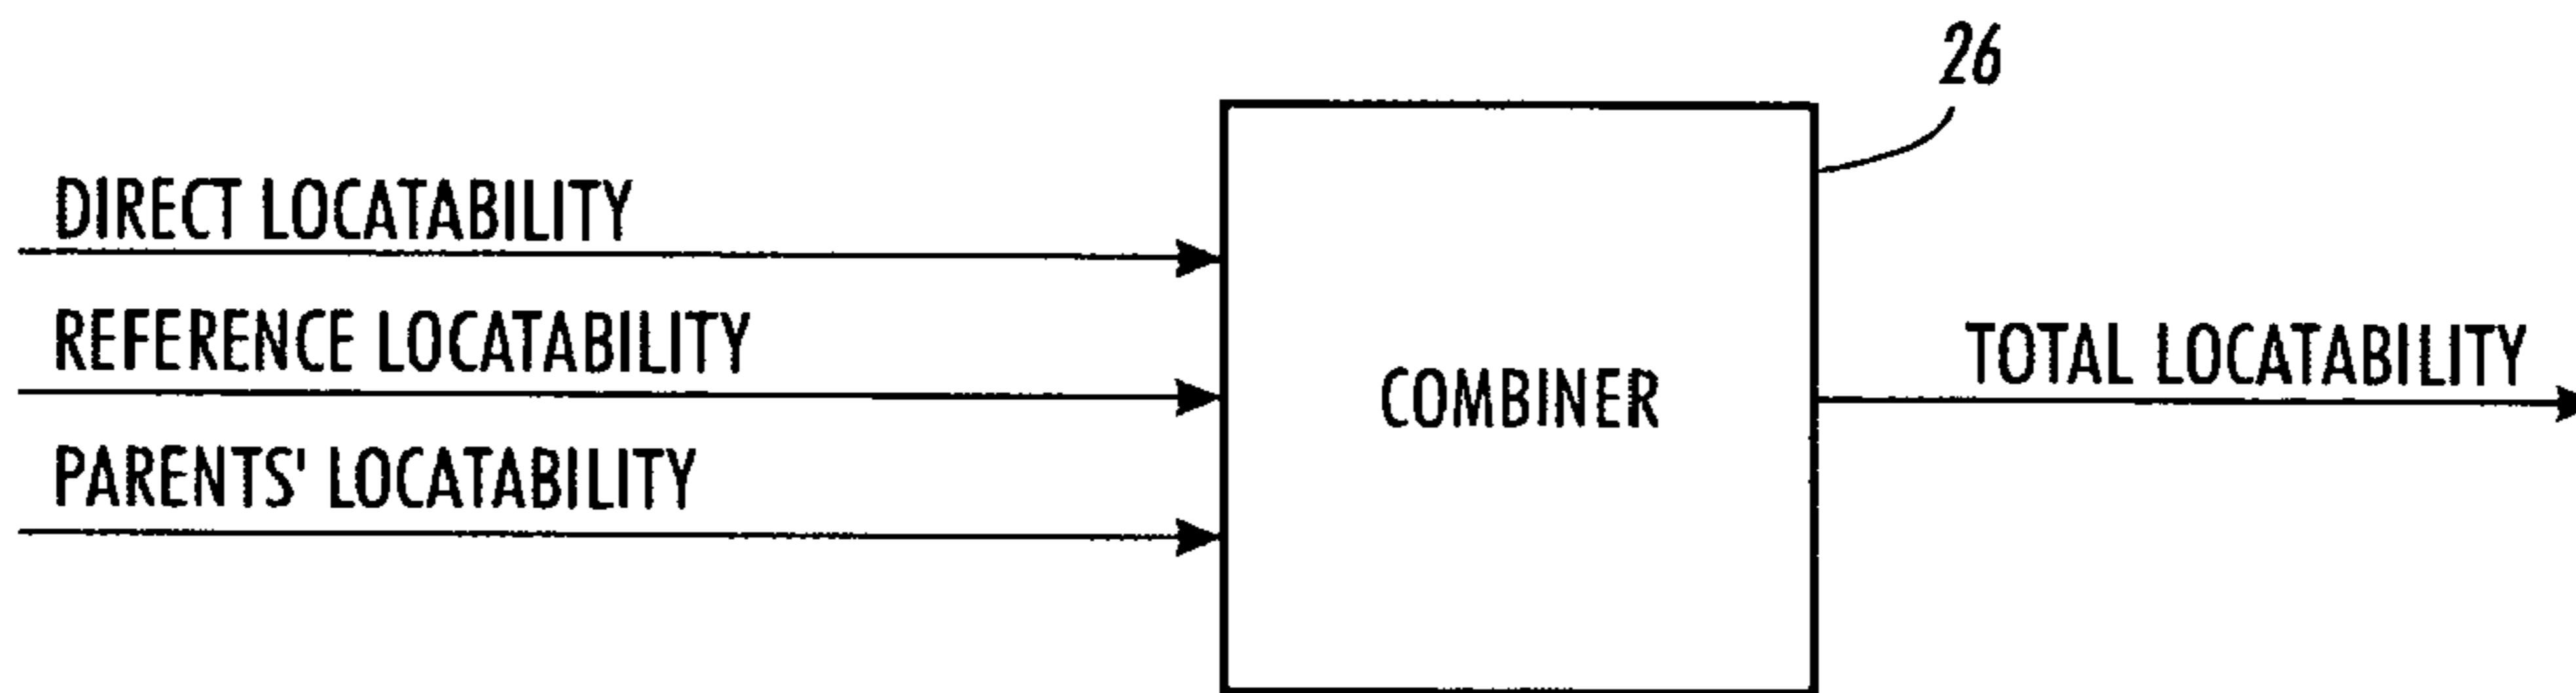 26
DIRECT LOCATABILITY
REFERENCE LOCATABILITY
TOTAL LOCATABILITY
COMBINER
PARENTS' LOCATABILITY